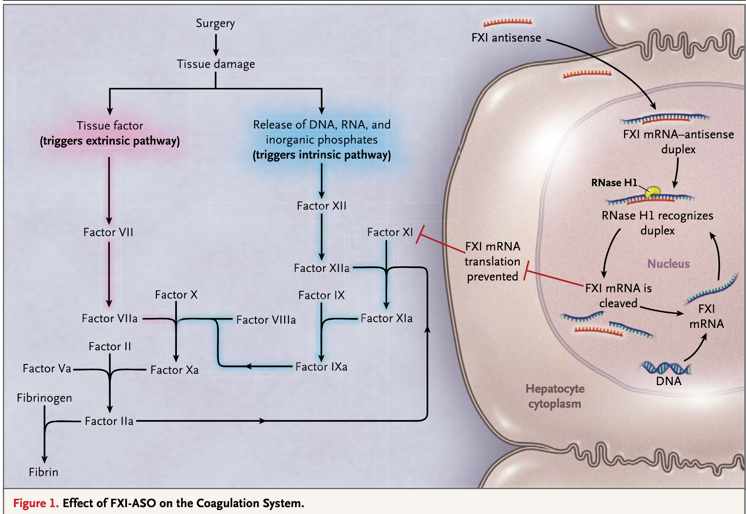 Surgery
Tissue damage
Tissue factor
(triggers extrinsic pathway)
Release of DNA, RNA, and
inorganic phosphates
(triggers intrinsic pathway)
Factor XII
Factor VII
Factor XI
Factor XIIa
Factor X
Factor IX
Factor VIIa
Factor VIIIa
Factor XIa
Factor II
Factor Va
Factor Xa
Factor IXa
Fibrinogen
Factor IIa
Fibrin
FXI antisense
FXI mRNA–antisense
duplex
RNase H1
RNase H1 recognizes
duplex
Nucleus
FXI mRNA
translation
prevented
FXI mRNA is
cleaved
FXI
mRNA
DNA
Hepatocyte
cytoplasm
Figure 1. Effect of FXI-ASO on the Coagulation System.